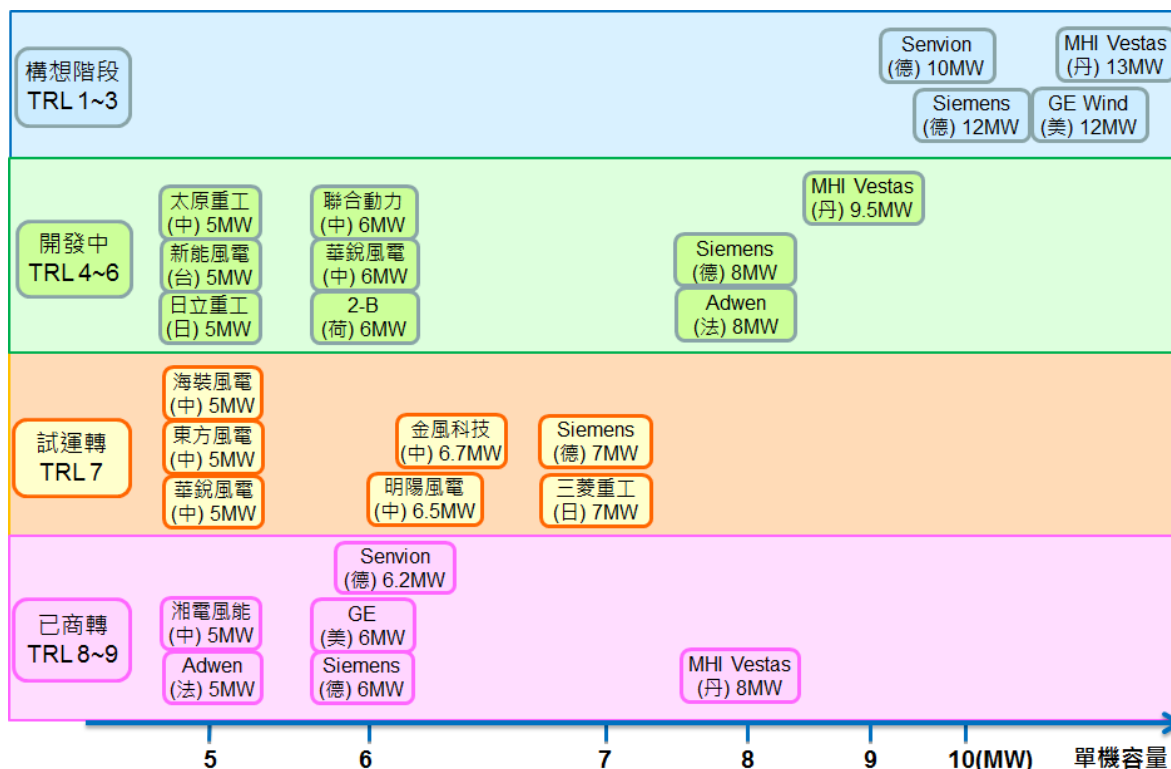 構想階段
TRL 1~3
Senvion
(德) 10MW
MHI Vestas
(丹) 13MW
Siemens
(德) 12MW
GE Wind
(美) 12MW
開發中
TRL 4~6
太原重工
(中) 5MW
聯合動力
(中) 6MW
MHI Vestas
(丹) 9.5MW
新能風電
(台) 5MW
華銳風電
(中) 6MW
Siemens
(德) 8MW
日立重工
(日) 5MW
2-B
(荷) 6MW
Adwen
(法) 8MW
試運轉
TRL 7
海裝風電
(中) 5MW
東方風電
(中) 5MW
金風科技
(中) 6.7MW
Siemens
(德) 7MW
華銳風電
(中) 5MW
明陽風電
(中) 6.5MW
三菱重工
(日) 7MW
已商轉
TRL 8~9
Senvion
(德) 6.2MW
湘電風能
(中) 5MW
GE
(美) 6MW
Adwen
(法) 5MW
Siemens
(德) 6MW
MHI Vestas
(丹) 8MW
5 6 7 8 9 10(MW) 單機容量